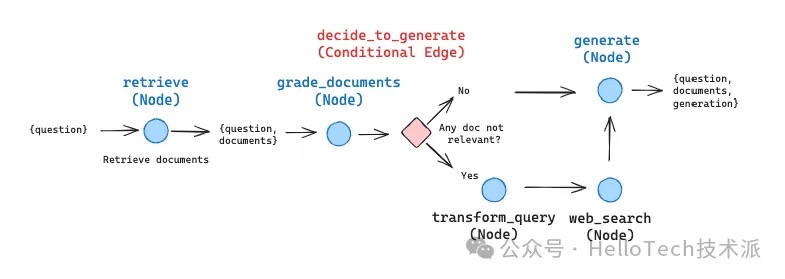 decide_to_generate
(Conditional Edge)
generate
(Node)
retrieve
(Node)
grade_documents
(Node)
No
{question,
documents,
generation}
{question}
{question,
documents}
Any doc not
relevant?
Retrieve documents
Yes
transform_query
(Node)
web_search
(Node)
公众号 · HelloTech技术派